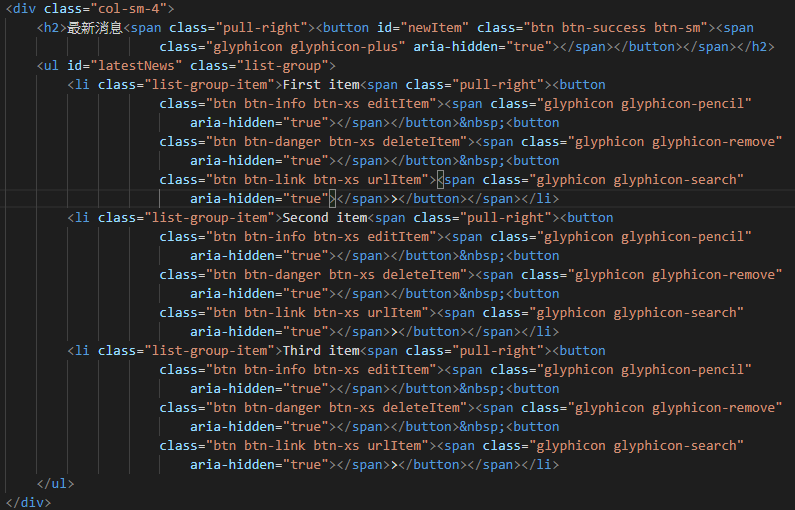 <div class="col-sm-4">
<h2>最新消息<span class="pull-right"><button id="newItem" class="btn btn-success btn-sm"><span
class="glyphicon glyphicon-plus" aria-hidden="true"></span></button></span></h2>
<ul id="latestNews" class="list-group">
<li class="list-group-item">First item<span class="pull-right"><button
class="btn btn-info btn-xs editItem"><span class="glyphicon glyphicon-pencil"
aria-hidden="true"></span></button>&nbsp;<button
class="btn btn-danger btn-xs deleteItem"><span class="glyphicon glyphicon-remove"
aria-hidden="true"></span></button>&nbsp;<button
class="btn btn-link btn-xs urlItem"><span class="glyphicon glyphicon-search"
aria-hidden="true"></span>></button></span></li>
<li class="list-group-item">Second item<span class="pull-right"><button
class="btn btn-info btn-xs editItem"><span class="glyphicon glyphicon-pencil"
aria-hidden="true"></span></button>&nbsp;<button
class="btn btn-danger btn-xs deleteItem"><span class="glyphicon glyphicon-remove"
aria-hidden="true"></span></button>&nbsp;<button
class="btn btn-link btn-xs urlItem"><span class="glyphicon glyphicon-search"
aria-hidden="true"></span>></button></span></li>
<li class="list-group-item">Third item<span class="pull-right"><button
class="btn btn-info btn-xs editItem"><span class="glyphicon glyphicon-pencil"
aria-hidden="true"></span></button>&nbsp;<button
class="btn btn-danger btn-xs deleteItem"><span class="glyphicon glyphicon-remove"
aria-hidden="true"></span></button>&nbsp;<button
class="btn btn-link btn-xs urlItem"><span class="glyphicon glyphicon-search"
aria-hidden="true"></span>></button></span></li>
</ul>
</div>